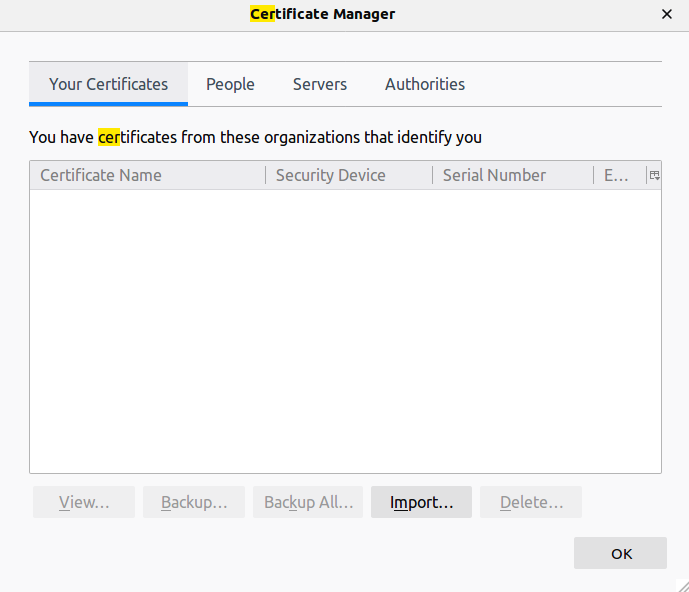 Certificate Manager
Your Certificates People Servers Authorities
You have certificates from these organizations that identify you
Certificate Name Security Device Serial Number E...
View... Backup... Backup All... Import... Delete...
OK